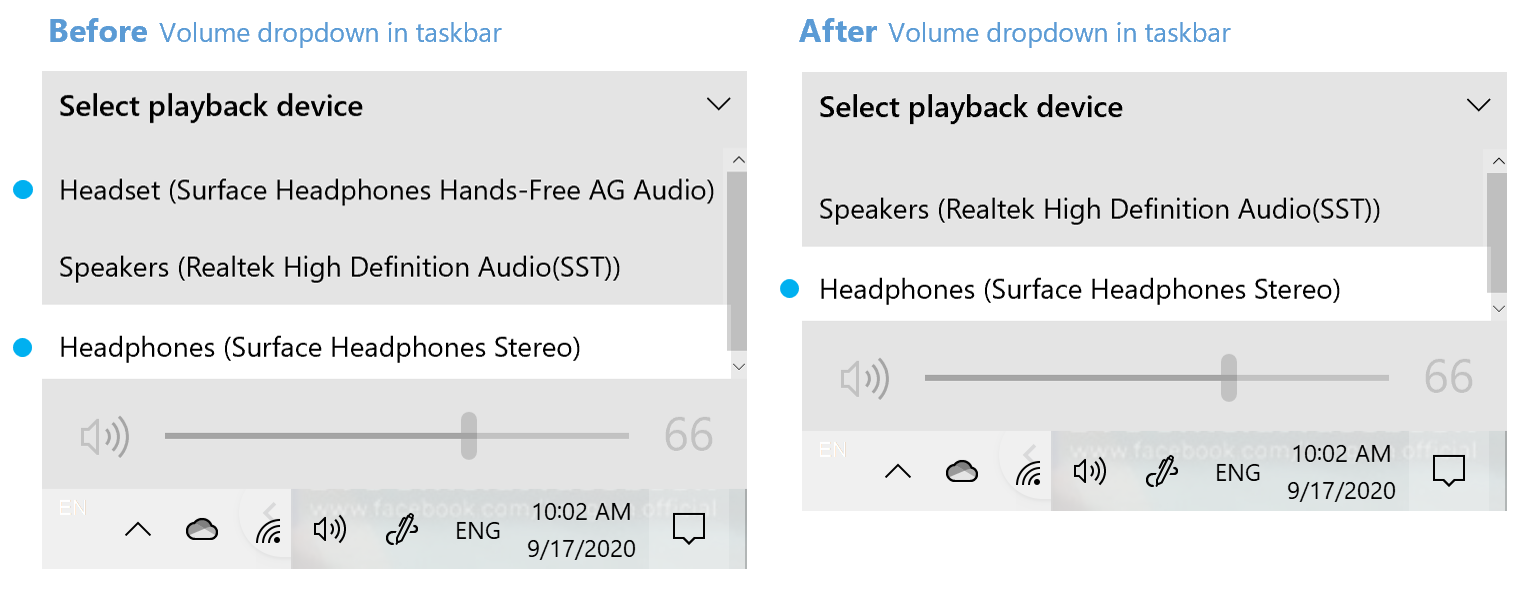 Before Volume dropdown in taskbar
Select playback device
Headset (Surface Headphones Hands-Free AG Audio)
Speakers (Realtek High Definition Audio(SST))
Headphones (Surface Headphones Stereo)
66
EN
www.facebook.com
official
ENG
10:02 AM
9/17/2020
After Volume dropdown in taskbar
Select playback device
Speakers (Realtek High Definition Audio(SST))
Headphones (Surface Headphones Stereo)
66
EN
www.facebook.com
official
ENG
10:02 AM
9/17/2020